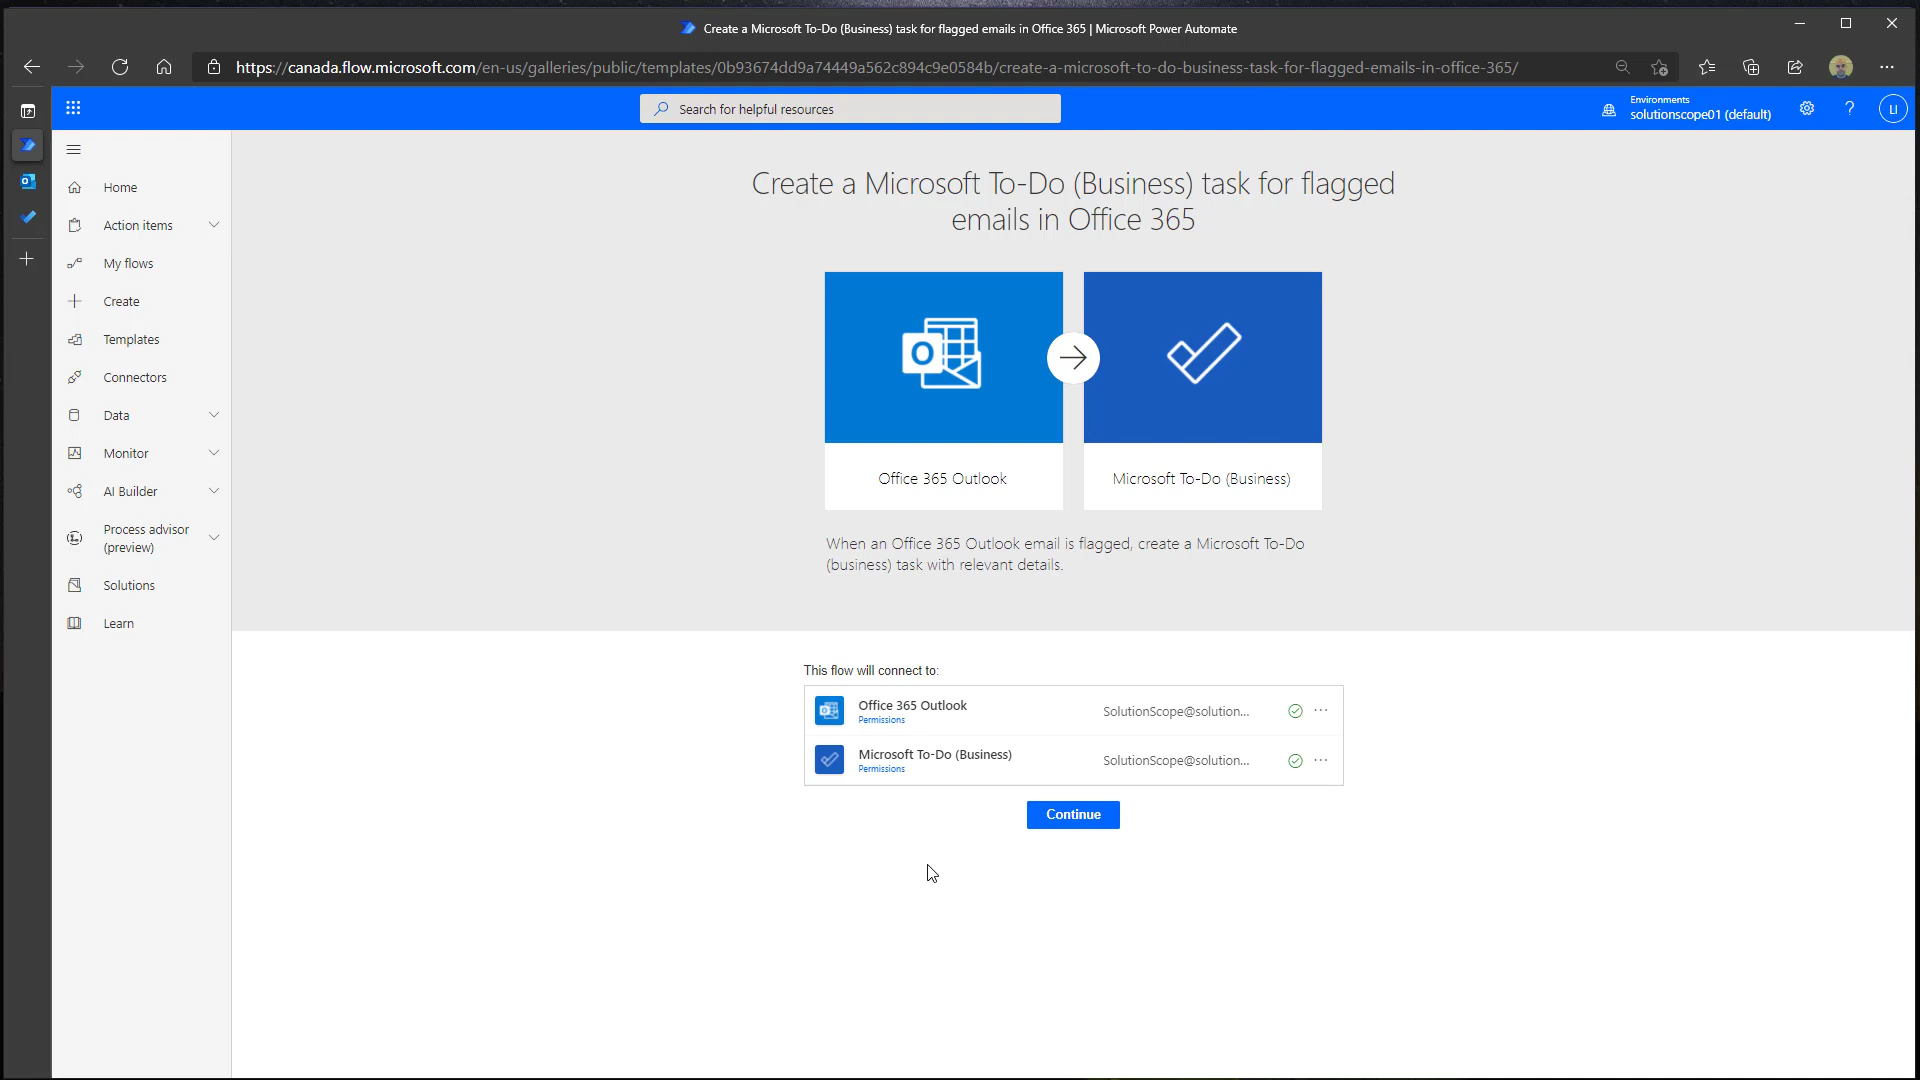 Create a Microsoft To-Do (Business) task for flagged emails in Office 365 | Microsoft Power Automate
https://canada.flow.microsoft.com/en-us/galleries/public/templates/0b93674dd9a74449a562c894c9e0584b/create-a-microsoft-to-do-business-task-for-flagged-emails-in-office-365/
Search for helpful resources
Environments
solutionscope01 (default)
Home
Action items
My flows
Create
Templates
Connectors
Data
Monitor
AI Builder
Process advisor
(preview)
Solutions
Learn
Create a Microsoft To-Do (Business) task for flagged
emails in Office 365
Office 365 Outlook
Microsoft To-Do (Business)
When an Office 365 Outlook email is flagged, create a Microsoft To-Do
(business) task with relevant details.
This flow will connect to:
Office 365 Outlook
Permissions
SolutionScope@solution...
Microsoft To-Do (Business)
Permissions
SolutionScope@solution...
Continue